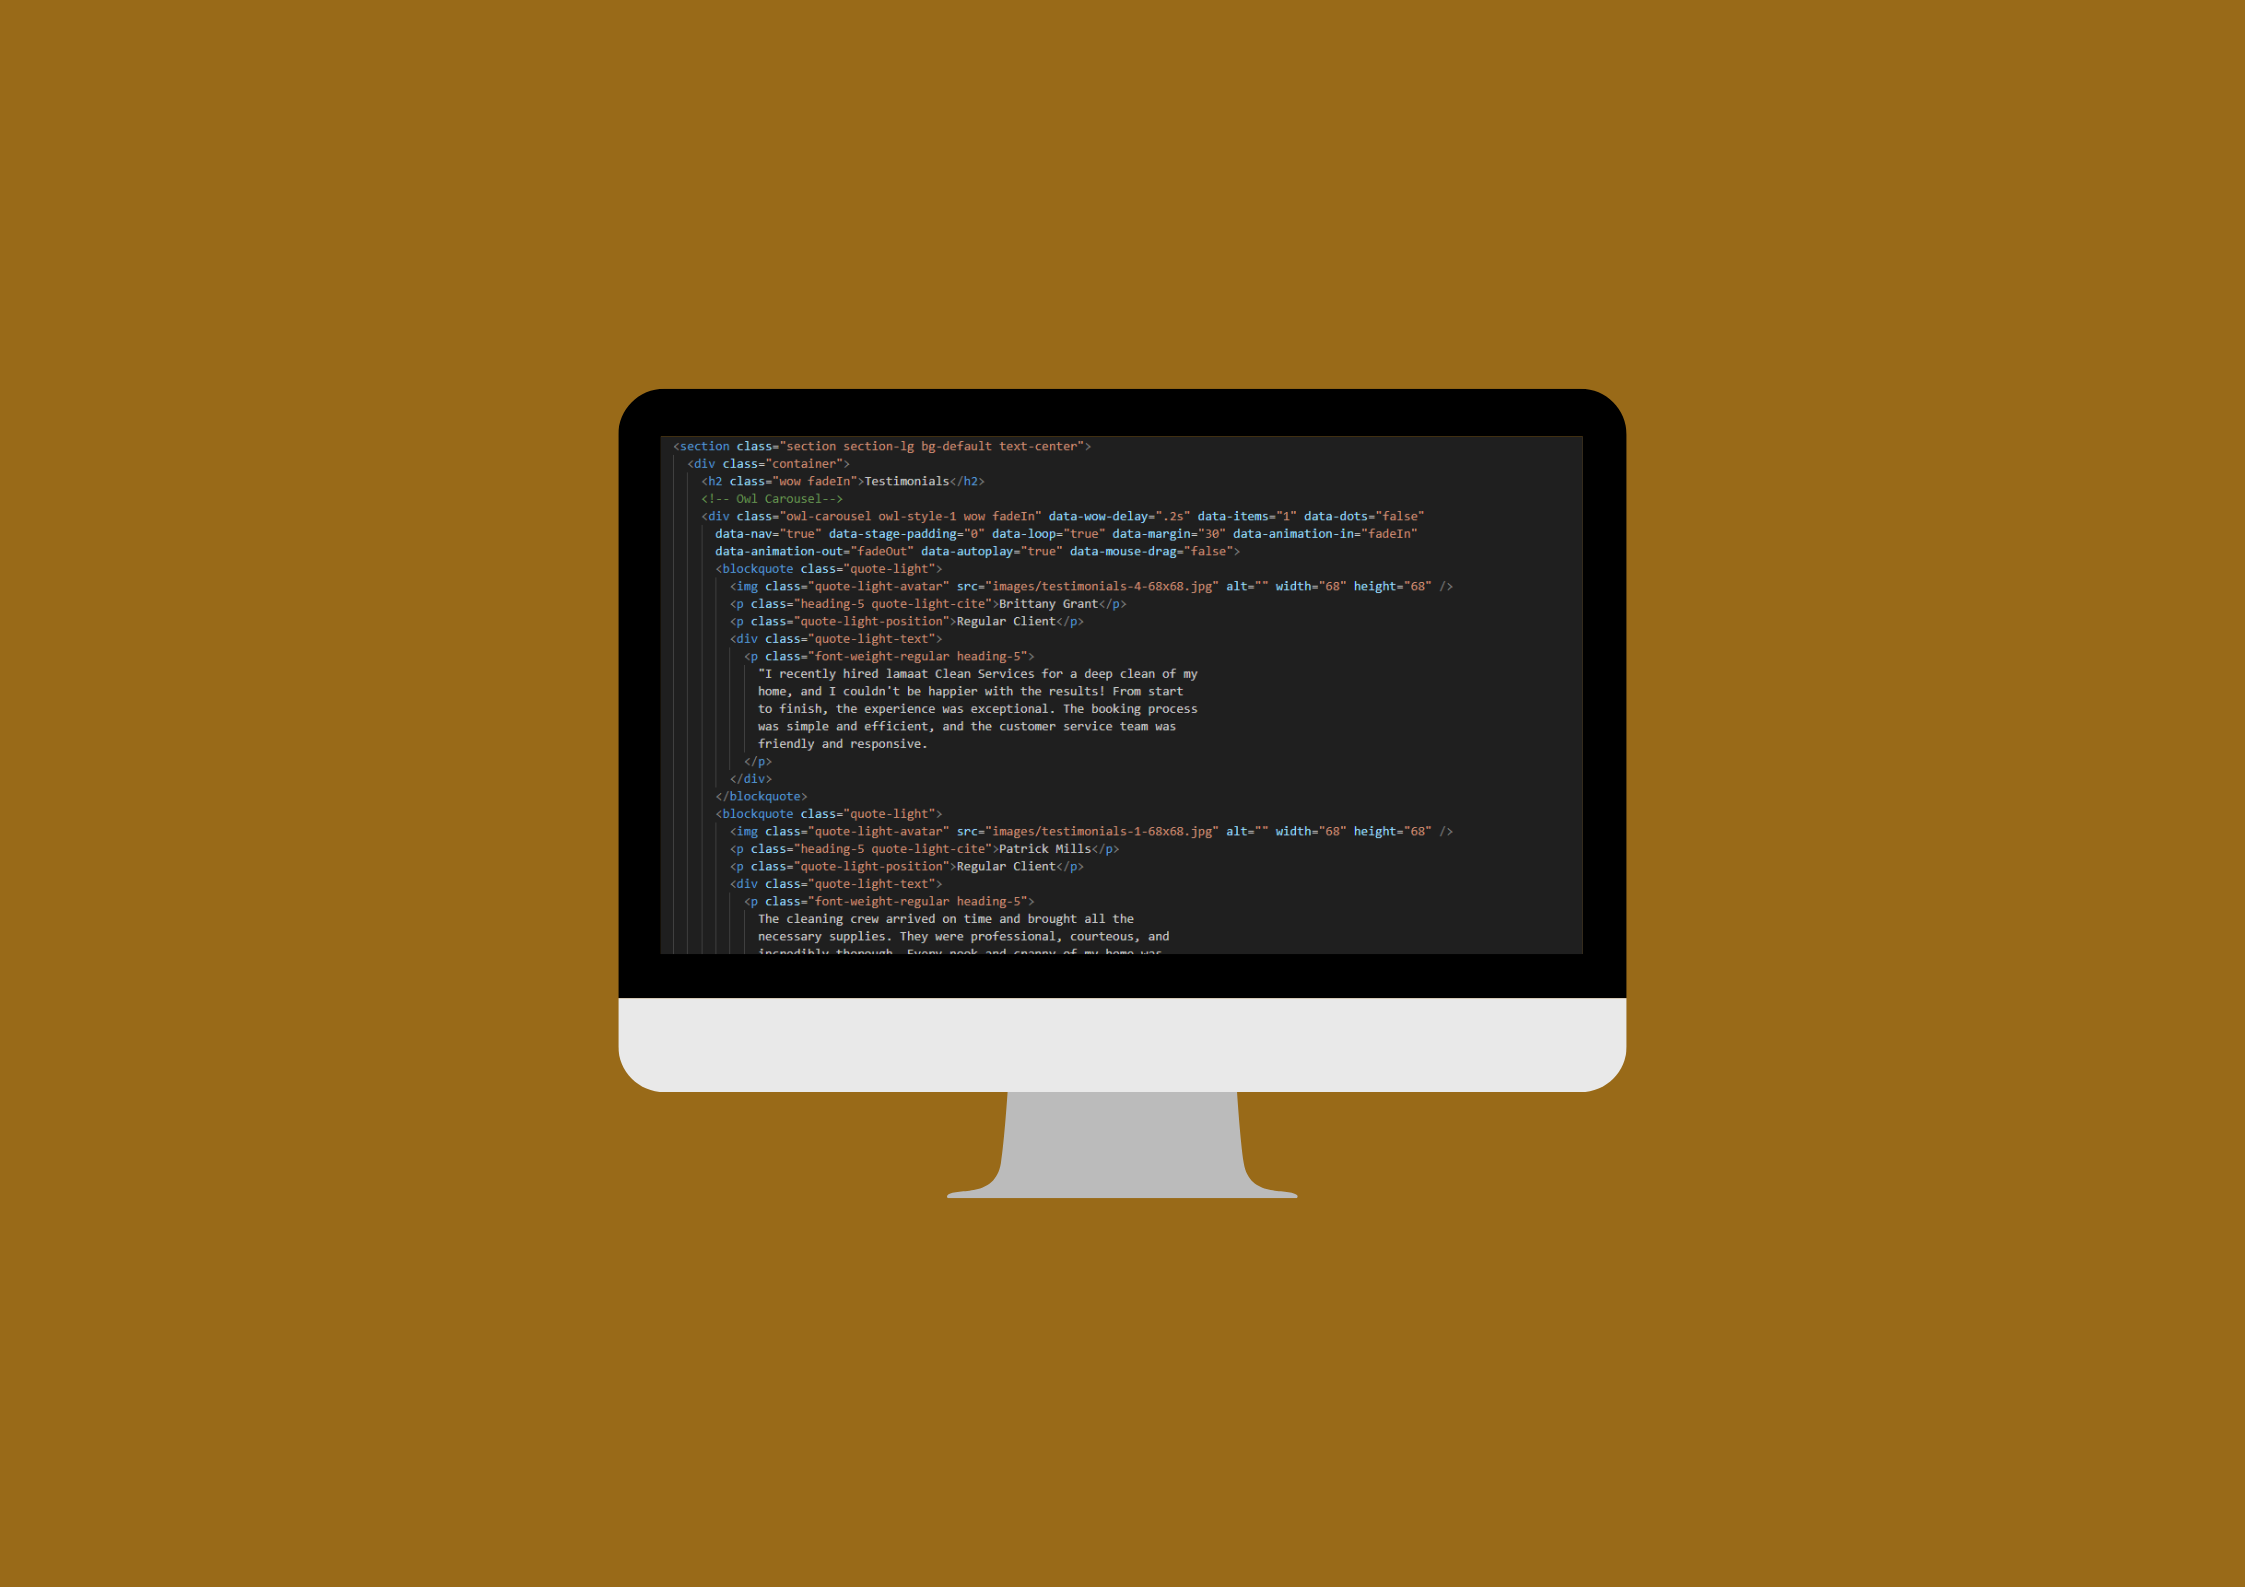 <section class="section section-lg bg-default text-center">
<div class="container">
<h2 class="wow fadeIn">Testimonials</h2>
<!-- Owl Carousel-->
<div class="owl-carousel owl-style-1 wow fadeIn" data-wow-delay=".2s" data-items="1" data-dots="false"
data-nav="true" data-stage-padding="0" data-loop="true" data-margin="30" data-animation-in="fadeIn"
data-animation-out="fadeOut" data-autoplay="true" data-mouse-drag="false">
<blockquote class="quote-light">
<img class="quote-light-avatar" src="images/testimonials-4-68x68.jpg" alt="" width="68" height="68" />
<p class="heading-5 quote-light-cite">Brittany Grant</p>
<p class="quote-light-position">Regular Client</p>
<div class="quote-light-text">
<p class="font-weight-regular heading-5">
"I recently hired lamaat Clean Services for a deep clean of my
home, and I couldn't be happier with the results! From start
to finish, the experience was exceptional. The booking process
was simple and efficient, and the customer service team was
friendly and responsive.
</p>
</div>
</blockquote>
<blockquote class="quote-light">
<img class="quote-light-avatar" src="images/testimonials-1-68x68.jpg" alt="" width="68" height="68" />
<p class="heading-5 quote-light-cite">Patrick Mills</p>
<p class="quote-light-position">Regular Client</p>
<div class="quote-light-text">
<p class="font-weight-regular heading-5">
The cleaning crew arrived on time and brought all the
necessary supplies. They were professional, courteous, and
incredibly thorough. Every nook and cranny of my home was